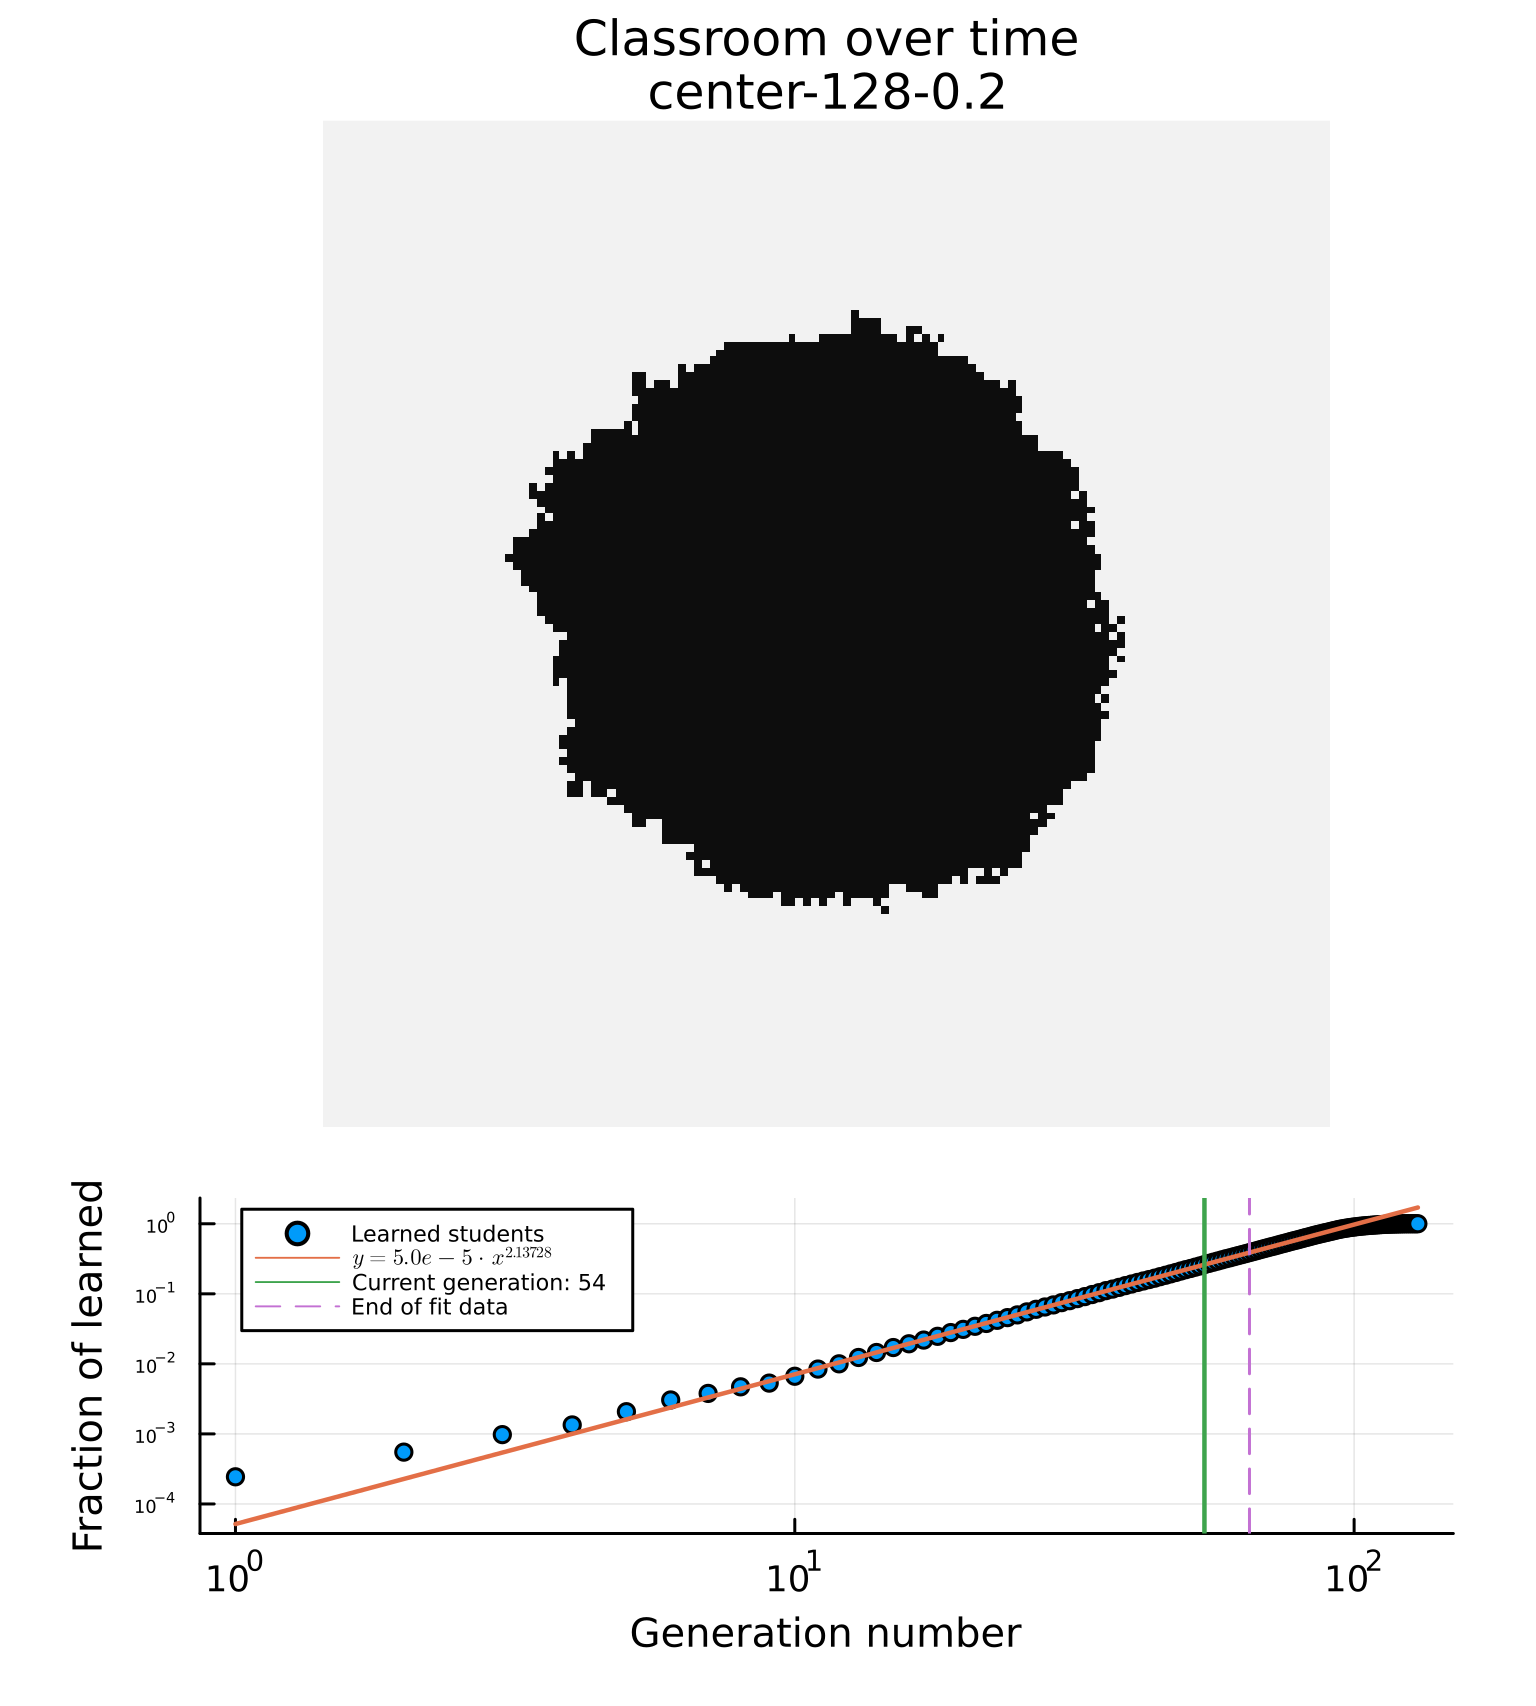 Classroom over time
center-128-0.2
Fraction of learned
10^0
10^-1
10^-2
10^-3
10^-4
Learned students
y = 5.0e − 5 · x^2.13728
Current generation: 54
End of fit data
10^0 10^1 10^2
Generation number